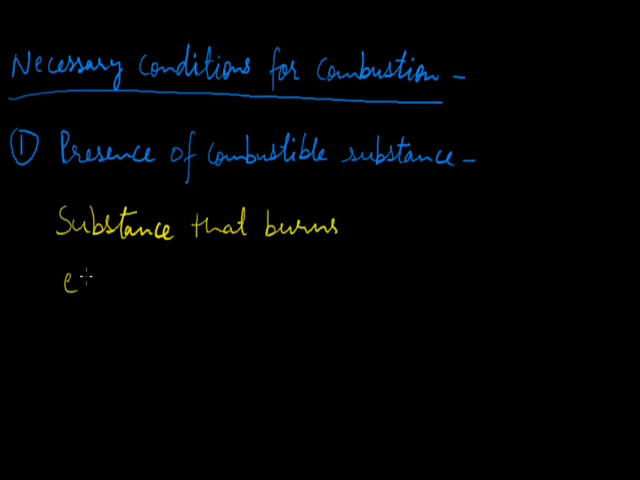 Necessary conditions for combustion -
① Presence of combustible substance -
Substance that burns
e